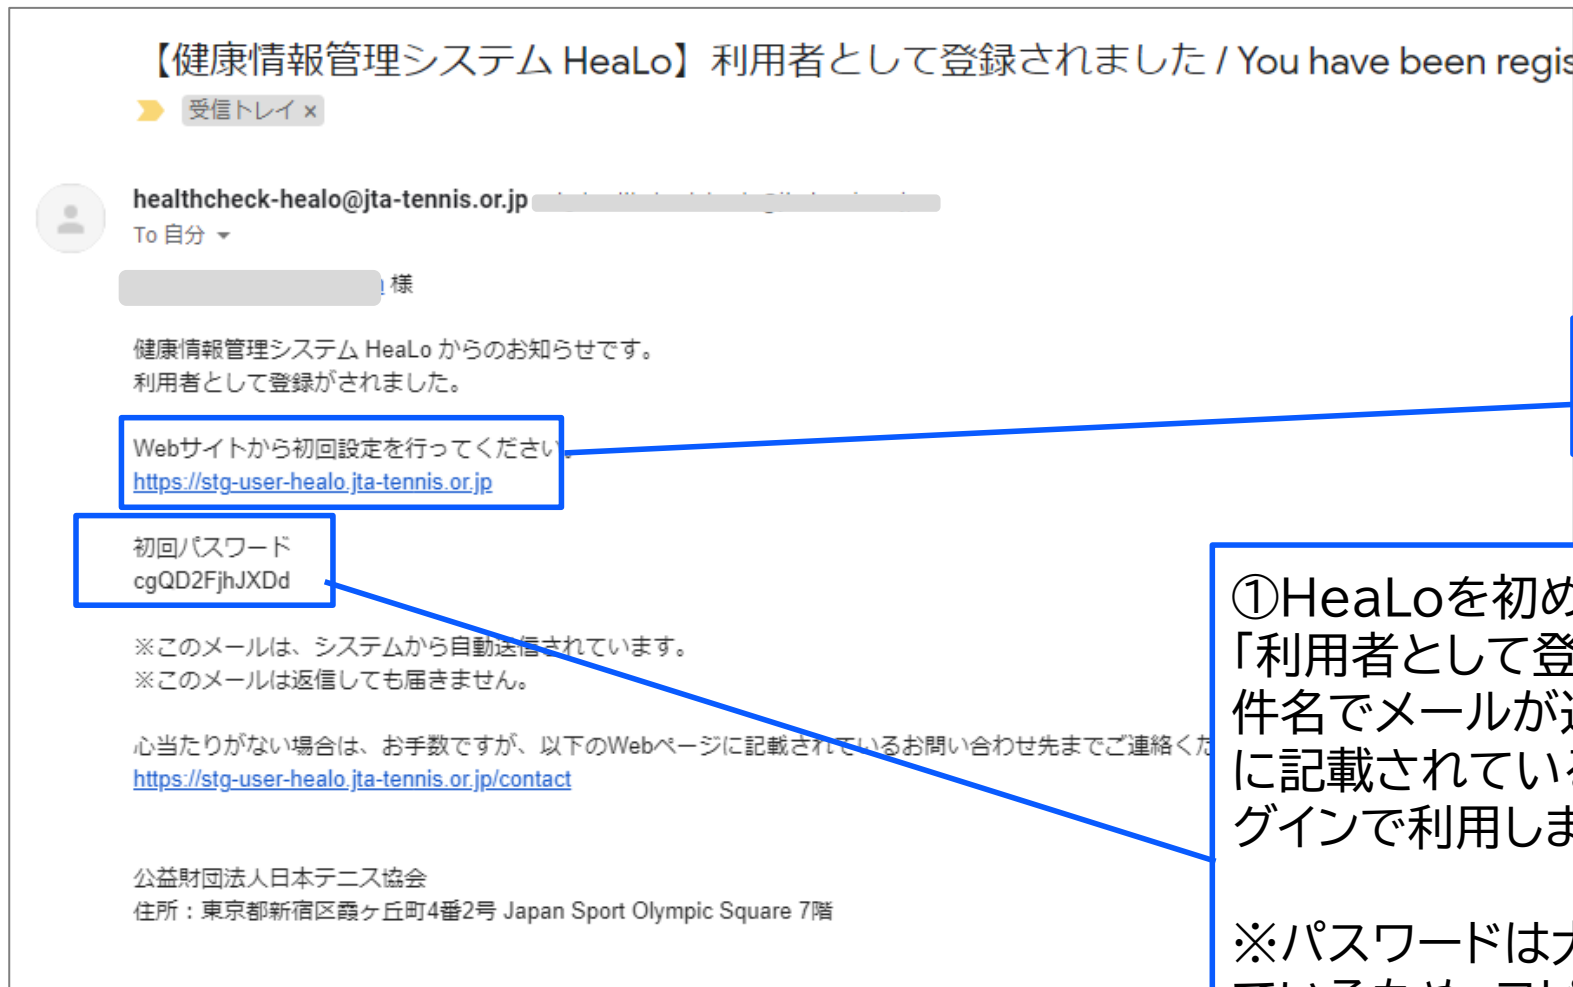 【健康情報管理システム HeaLo】利用者として登録されました / You have been regis
受信トレイ ×
healthcheck-healo@jta-tennis.or.jp
To 自分
様
健康情報管理システム HeaLo からのお知らせです。
利用者として登録がされました。
Webサイトから初回設定を行ってください。
https://stg-user-healo.jta-tennis.or.jp
初回パスワード
cgQD2FjhJXDd
※このメールは、システムから自動送信されています。
※このメールは返信しても届きません。
心当たりがない場合は、お手数ですが、以下のWebページに記載されているお問い合わせ先までご連絡くだ
https://stg-user-healo.jta-tennis.or.jp/contact
公益財団法人日本テニス協会
住所：東京都新宿区霞ヶ丘町4番2号 Japan Sport Olympic Square 7階
①HeaLoを初め
「利用者として登
件名でメールが送
に記載されている
グインで利用しま
※パスワードは大